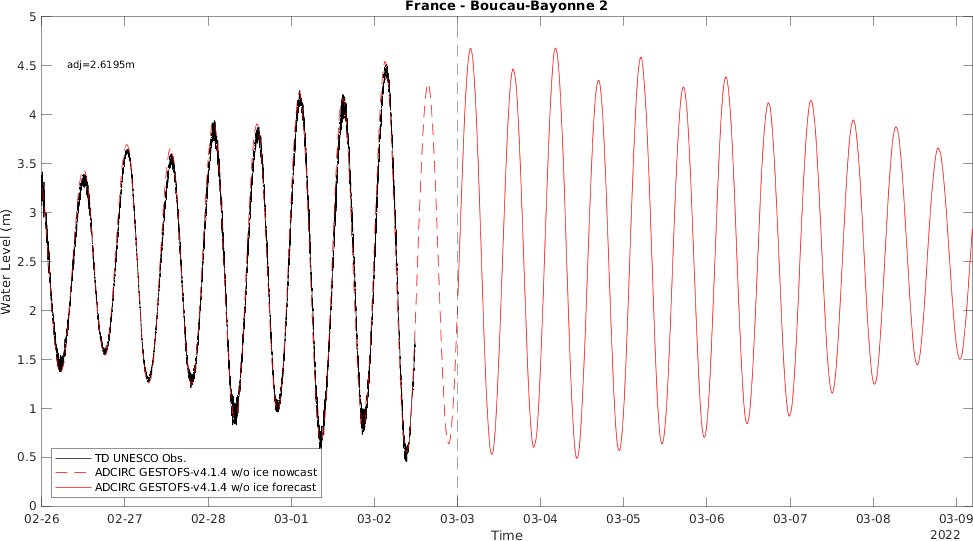 France - Boucau-Bayonne 2
adj=2.6195m
5
4.5
4
3.5
3
2.5
2
1.5
1
0.5
0
Water Level (m)
TD UNESCO Obs.
ADCIRC GESTOFS-v4.1.4 w/o ice nowcast
ADCIRC GESTOFS-v4.1.4 w/o ice forecast
02-26 02-27 02-28 03-01 03-02 03-03 03-04 03-05 03-06 03-07 03-08 03-09
Time
2022